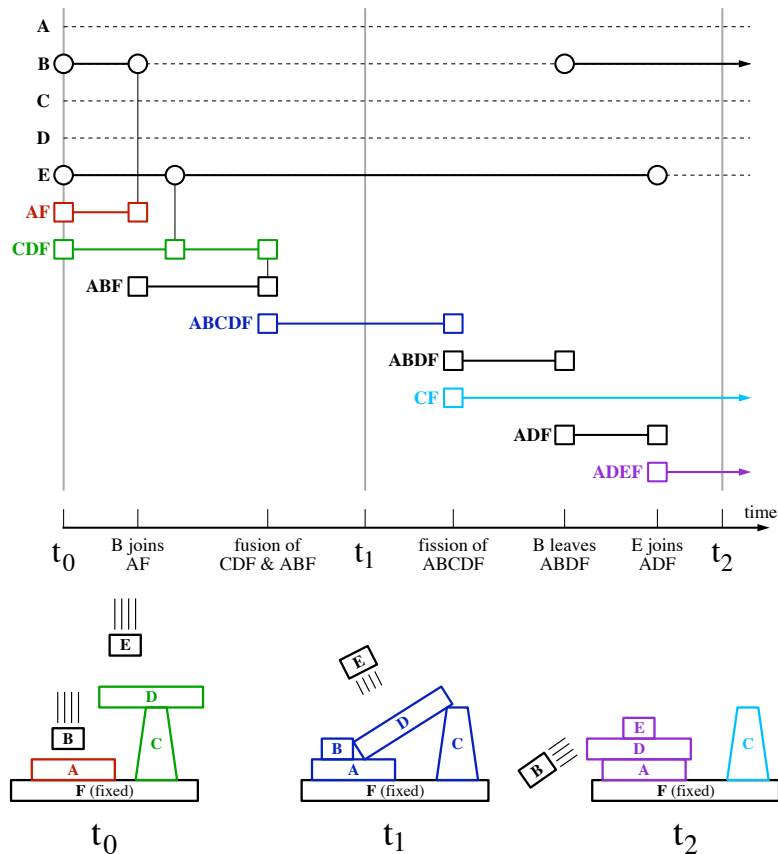 A
B
C
D
E
AF
CDF
ABF
ABCDF
ABDF
CF
ADF
ADEF
time
t0 B joins fusion of t1 fission of B leaves E joins t2
AF CDF & ABF ABCDF ABDF ADF
E
B
D
C
A
F (fixed)
t0
E
D
B
C
A
F (fixed)
t1
E
D
B
C
A
F (fixed)
t2